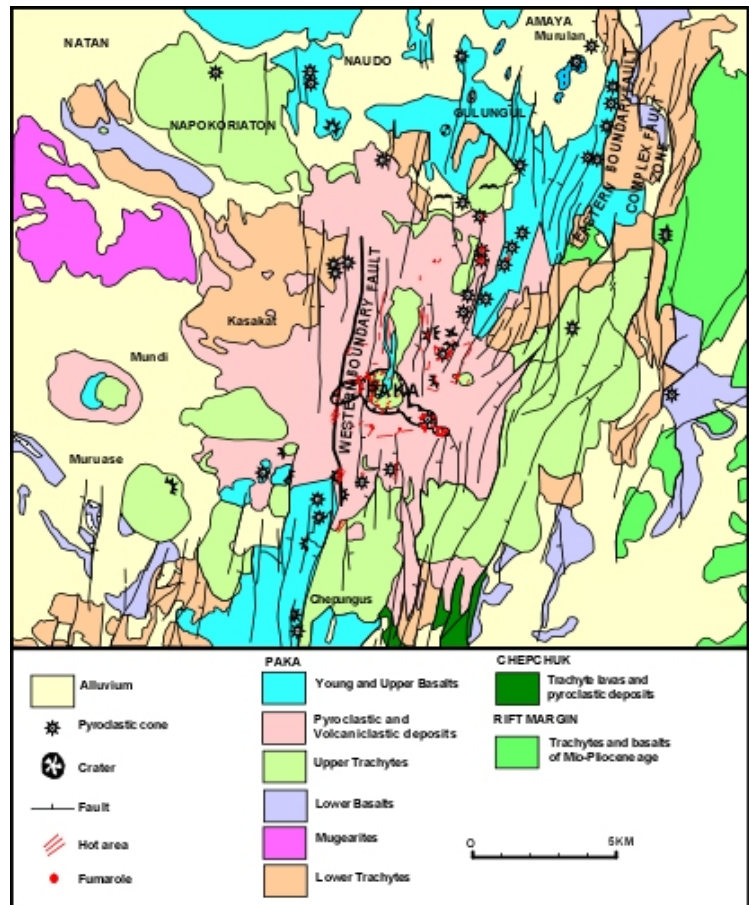 AMAYA
Murulan
NATAN
NAUDO
GULUNGUL
NAPOKORIATON
EASTERN BOUNDARY FAULT
COMPLEX FAULT
ZONE
WESTERN BOUNDARY FAULT
Kasakat
Mundi
PAKA
Muruase
Chepungus
Alluvium
Pyroclastic cone
Crater
Fault
Hot area
Fumarole
PAKA
Young and Upper Basalts
Pyroclastic and
Volcaniclastic deposits
Upper Trachytes
Lower Basalts
Mugearites
Lower Trachytes
CHEPCHUK
Trachyte lavas and
pyroclastic deposits
RIFT MARGIN
Trachytes and basalts
of Mio-Pliocene age
O
5KM